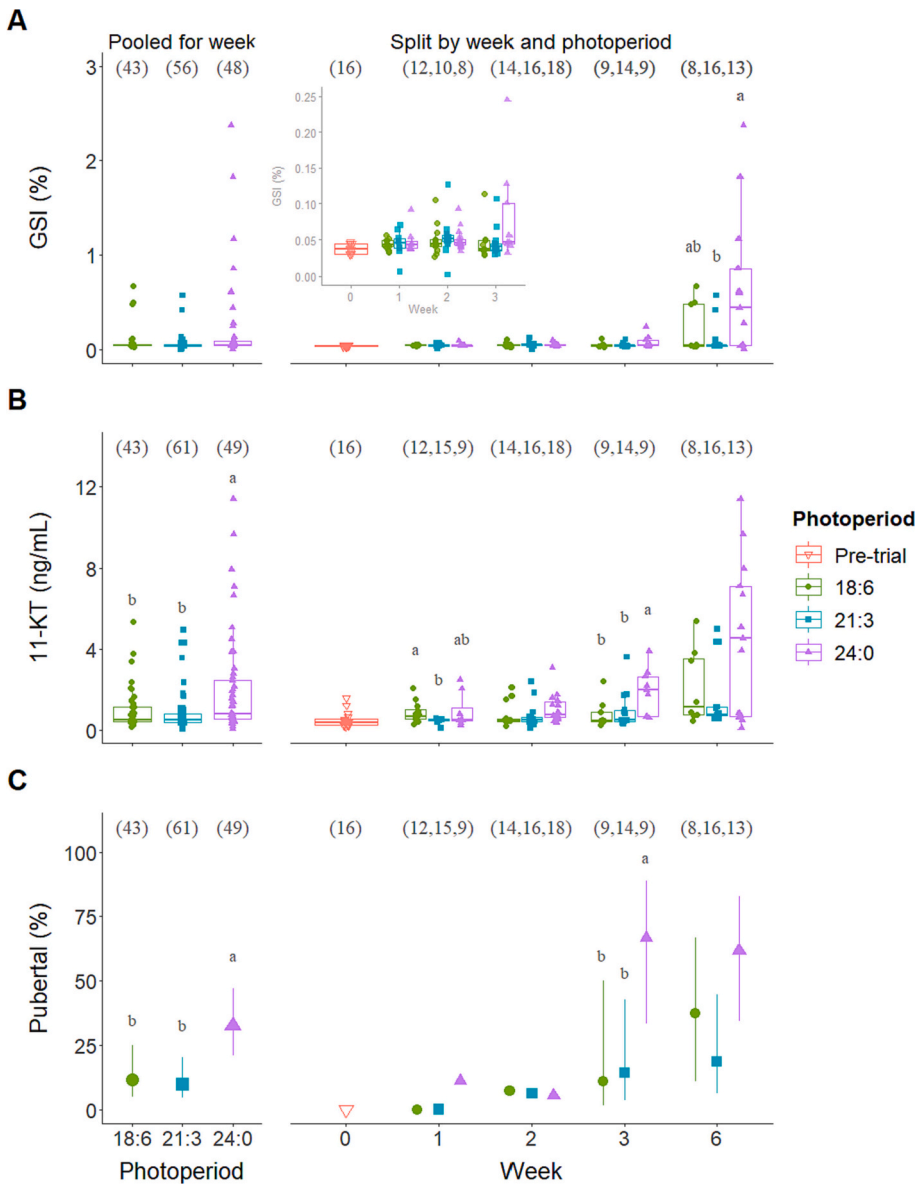 A
Pooled for week
Split by week and photoperiod
(43) (56) (48) (16) (12,10,8) (14,16,18) (9,14,9) (8,16,13)
3
2
1
0
GSI (%)
0.25
0.20
0.15
0.10
0.05
0.00
GSI (%)
0 1 2 3
Week
a
ab
b
B
(43) (61) (49) (16) (12,15,9) (14,16,18) (9,14,9) (8,16,13)
12
8
4
0
11-KT (ng/mL)
b b a
a b ab
b b a
Photoperiod
Pre-trial
18:6
21:3
24:0
C
(43) (61) (49) (16) (12,15,9) (14,16,18) (9,14,9) (8,16,13)
100
75
50
25
0
Pubertal (%)
b b a
b b a
18:6 21:3 24:0 0 1 2 3 6
Photoperiod
Week